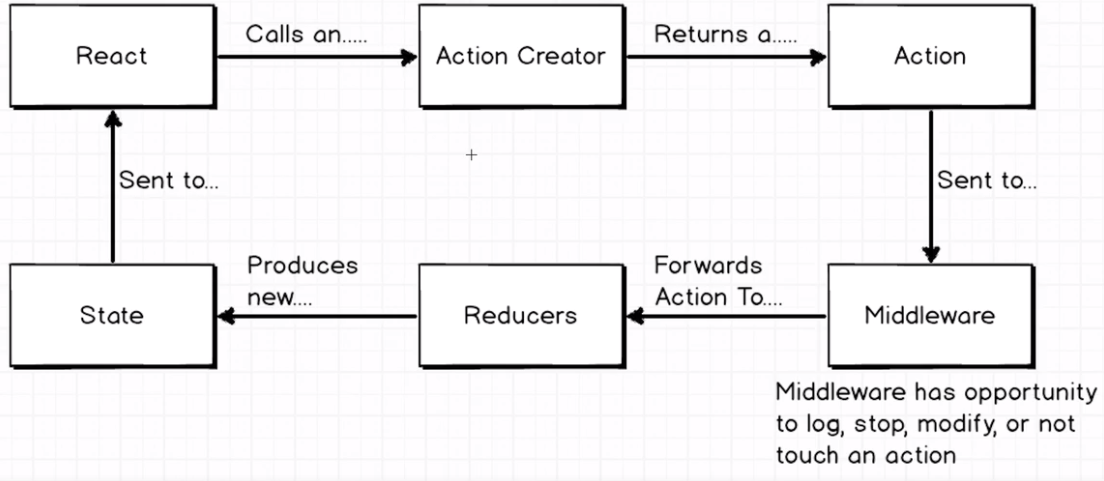 Calls an.....
Returns a.....
React
Action Creator
Action
Sent to...
Sent to...
Produces
new....
Forwards
Action To....
State
Reducers
Middleware
Middleware has opportunity
to log, stop, modify, or not
touch an action